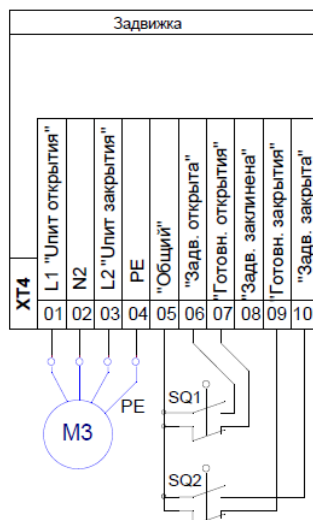 Задвижка
XT4
L1 "Uпит открытия"
N2
L2 "Uпит закрытия"
PE
"Общий"
"Задв. открыта"
"Готовн. открытия"
"Задв. заклинена"
"Готовн. закрытия"
"Задв. закрыта"
01 02 03 04 05 06 07 08 09 10
PE
M3
SQ1
SQ2